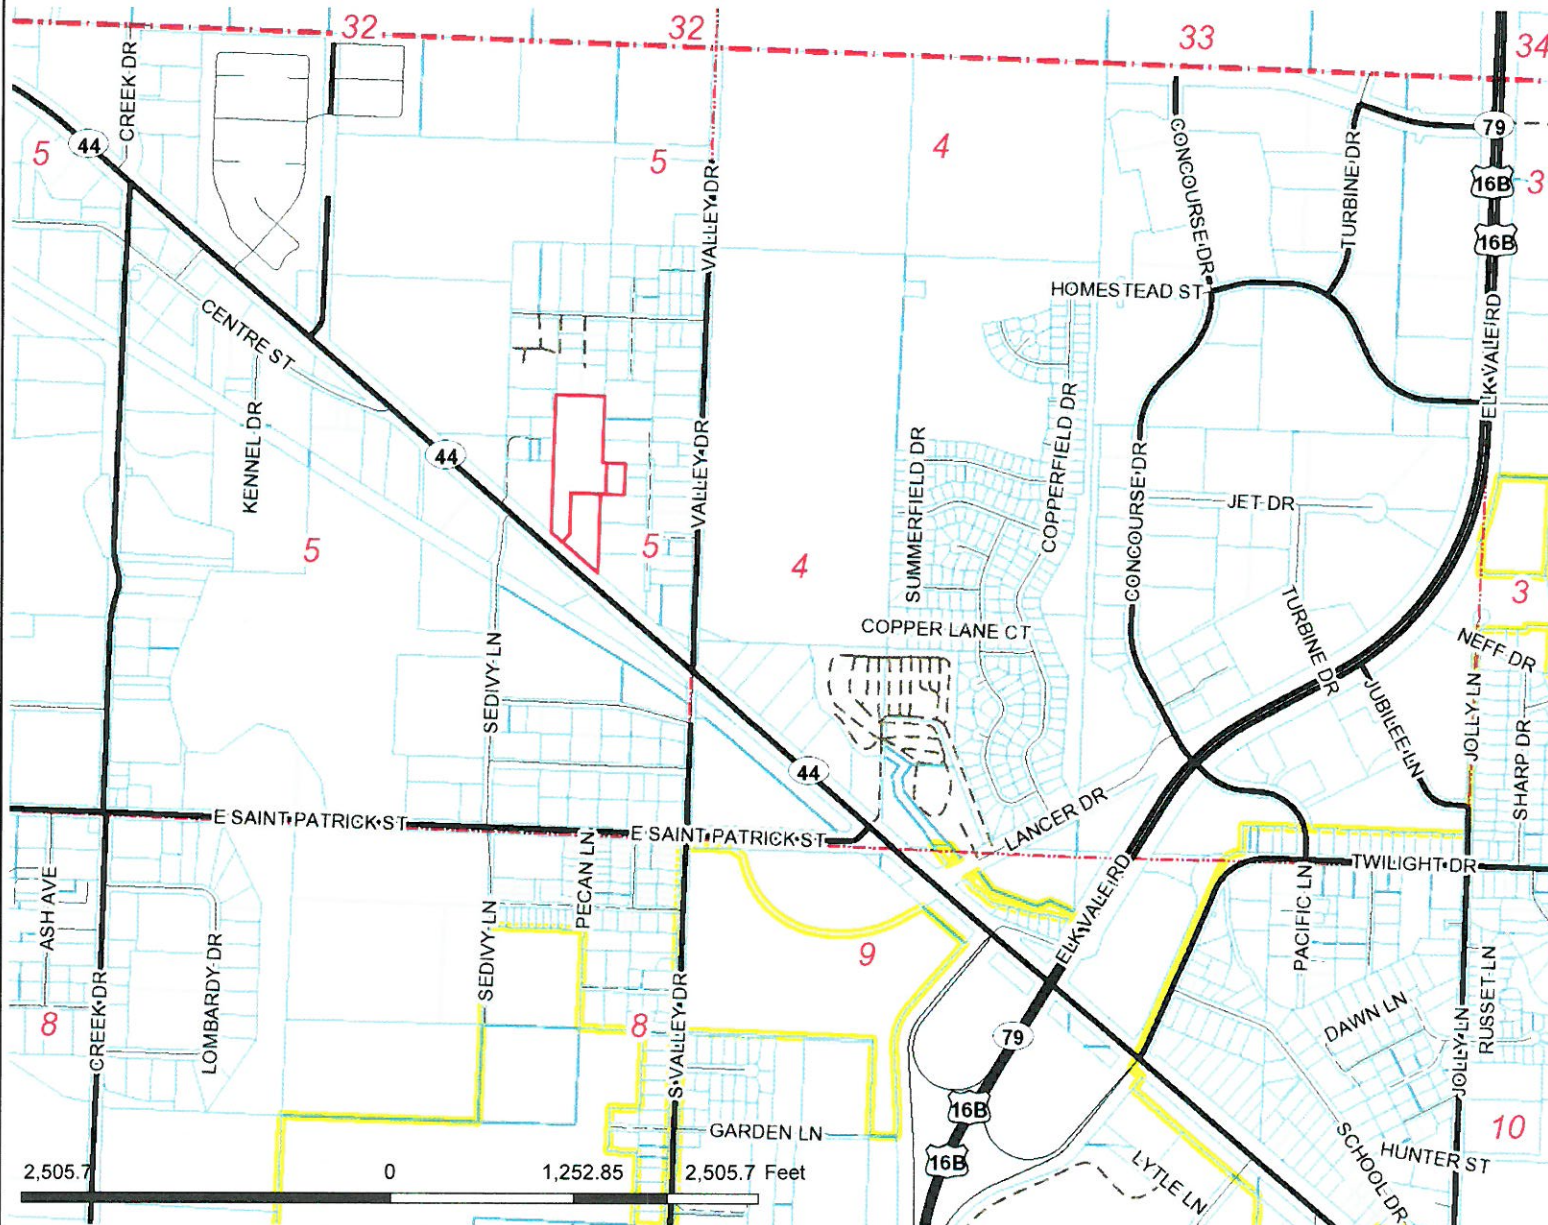 32
32
33
34
CREEK DR
44
5
5
4
79
16B
3
16B
VALLEY DR
CONCOURSE DR
TURBINE DR
HOMESTEAD ST
CENTRE ST
KENNEL DR
ELK VALE RD
44
VALLEY DR
SUMMERFIELD DR
COPPERFIELD DR
CONCOURSE DR
JET DR
5
5
4
3
SEDIVY LN
COPPER LANE CT
TURBINE DR
NEFF DR
JUBILEE LN
JOLLY LN
SHARP DR
44
E SAINT PATRICK ST
E SAINT PATRICK ST
LANCER DR
TWILIGHT DR
ASH AVE
LOMBARDY DR
SEDIVY LN
PECAN LN
ELK VALE RD
PACIFIC LN
9
CREEK DR
8
8
S VALLEY DR
79
DAWN LN
RUSSET LN
JOLLY LN
16B
16B
GARDEN LN
LYTLE LN
SCHOOL DR
HUNTER ST
10
2,505.7 0 1,252.85 2,505.7 Feet